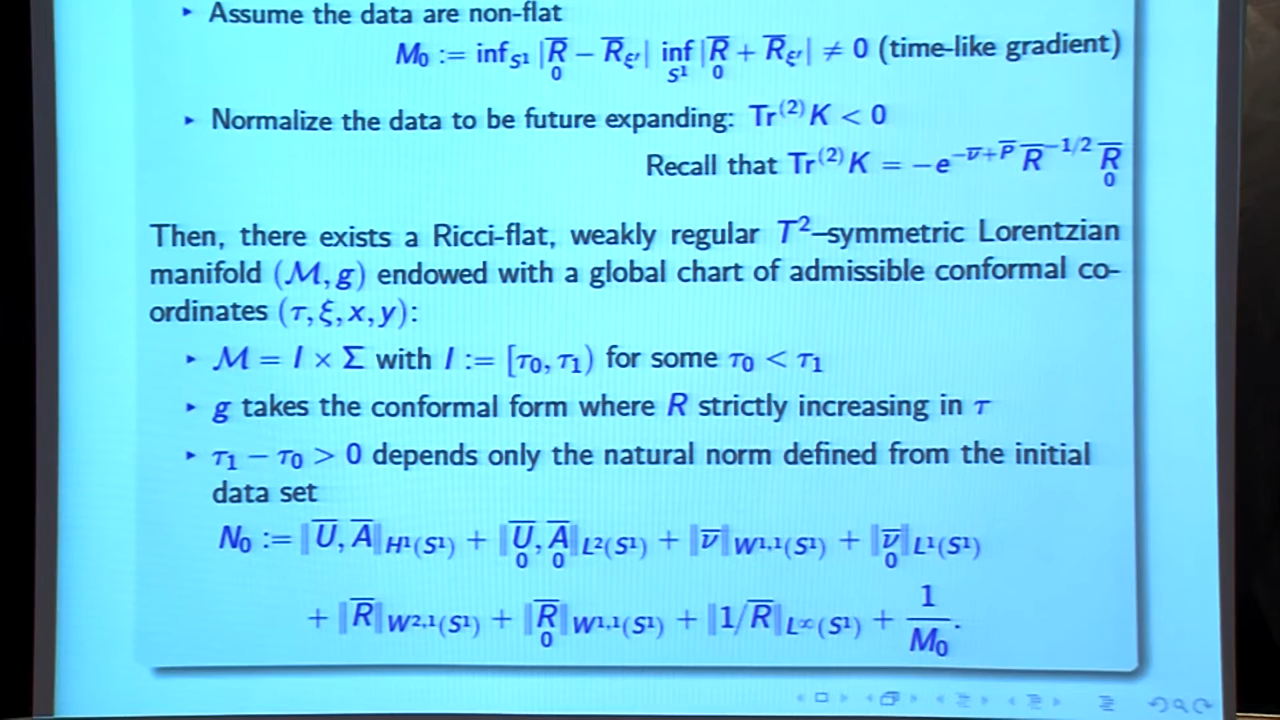 ‣ Assume the data are non-flat
M₀ := inf_{S¹} |R̅₀ − R̅_{ξ′}| inf_{S¹} |R̅₀ + R̅_{ξ′}| ≠ 0 (time-like gradient)
‣ Normalize the data to be future expanding: Tr⁽²⁾K < 0
Recall that Tr⁽²⁾K = −e^{−ν̅+P̅} R̅^{−1/2} R̅₀
Then, there exists a Ricci-flat, weakly regular T²–symmetric Lorentzian
manifold (M, g) endowed with a global chart of admissible conformal co-
ordinates (τ, ξ, x, y):
‣ M = I × Σ with I := [τ₀, τ₁) for some τ₀ < τ₁
‣ g takes the conformal form where R strictly increasing in τ
‣ τ₁ − τ₀ > 0 depends only the natural norm defined from the initial
data set
N₀ := ‖U̅, A̅‖_{H¹(S¹)} + ‖U̅₀, A̅₀‖_{L²(S¹)} + ‖ν̅‖_{W^{1,1}(S¹)} + ‖ν̅₀‖_{L¹(S¹)}
+ ‖R̅‖_{W^{2,1}(S¹)} + ‖R̅₀‖_{W^{1,1}(S¹)} + ‖1/R̅‖_{L^∞(S¹)} + 1/M₀.